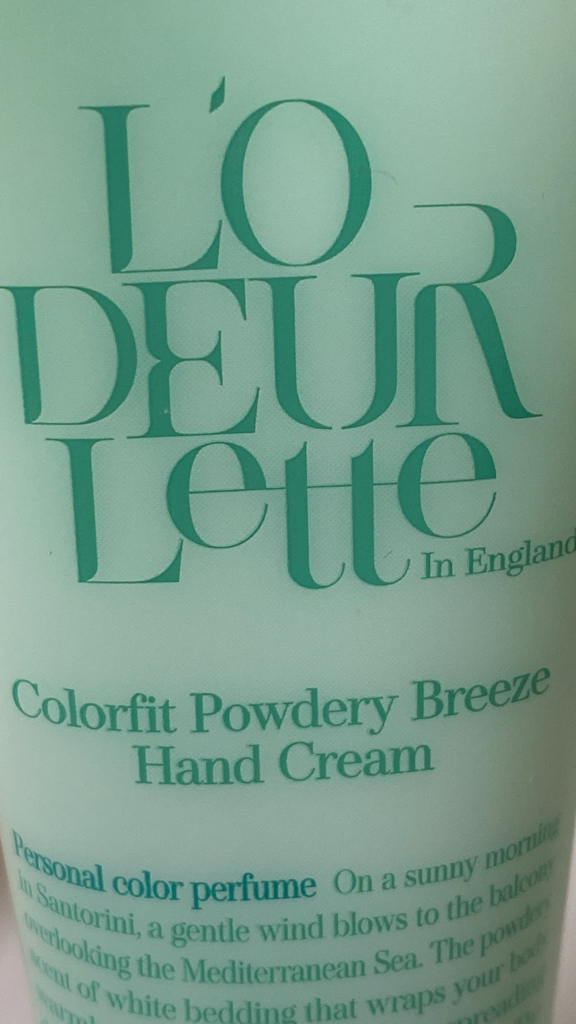 L'O
DEUR
Lette
In England
Colorfit Powdery Breeze
Hand Cream
Personal color perfume On a sunny morning
in Santorini, a gentle wind blows to the balcony
overlooking the Mediterranean Sea. The powdery
scent of white bedding that wraps your body
spreading